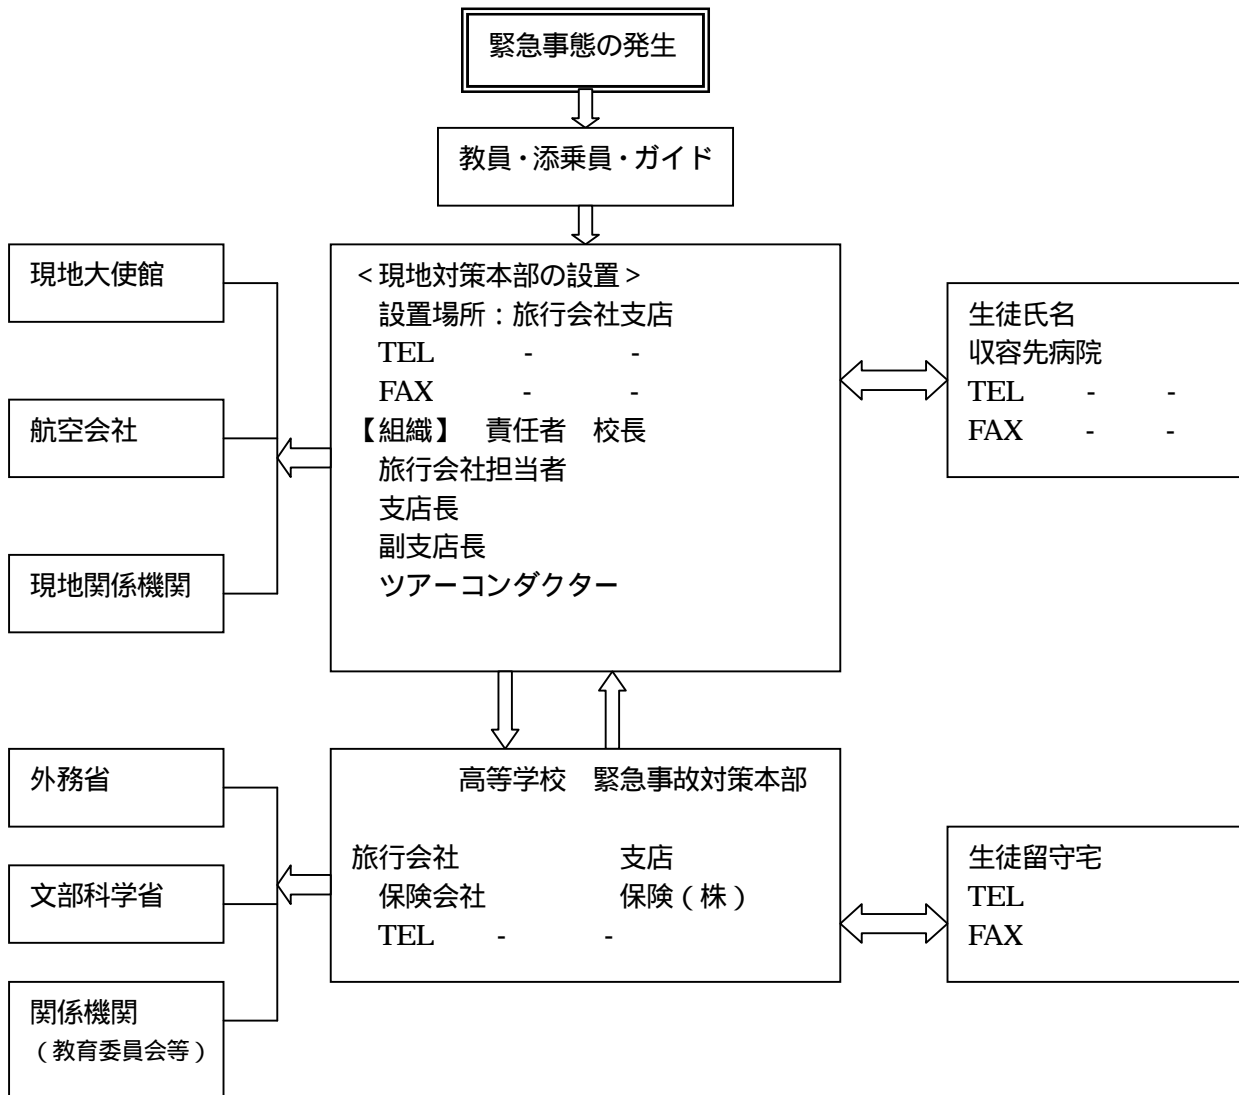 緊急事態の発生
教員・添乗員・ガイド
現地大使館
航空会社
現地関係機関
<現地対策本部の設置>
設置場所:旅行会社支店
TEL - -
FAX - -
【組織】 責任者 校長
旅行会社担当者
支店長
副支店長
ツアーコンダクター
生徒氏名
収容先病院
TEL - -
FAX - -
外務省
文部科学省
関係機関
(教育委員会等)
高等学校 緊急事故対策本部
旅行会社 支店
保険会社 保険(株)
TEL - -
生徒留守宅
TEL
FAX